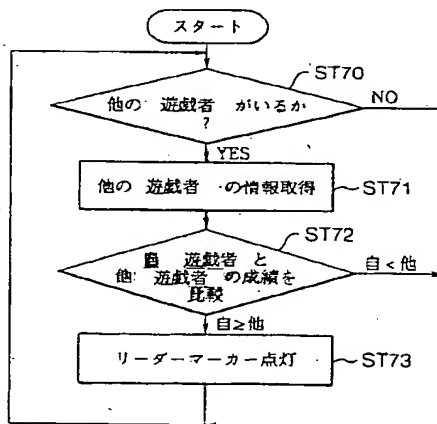 スタート
ST70
他の 遊戯者 がいるか
?
NO
YES
他の 遊戯者 の情報取得
ST71
ST72
自 遊戯者 と
他 遊戯者 の成績を
比較
自<他
自≥他
リーダーマーカー点灯
ST73